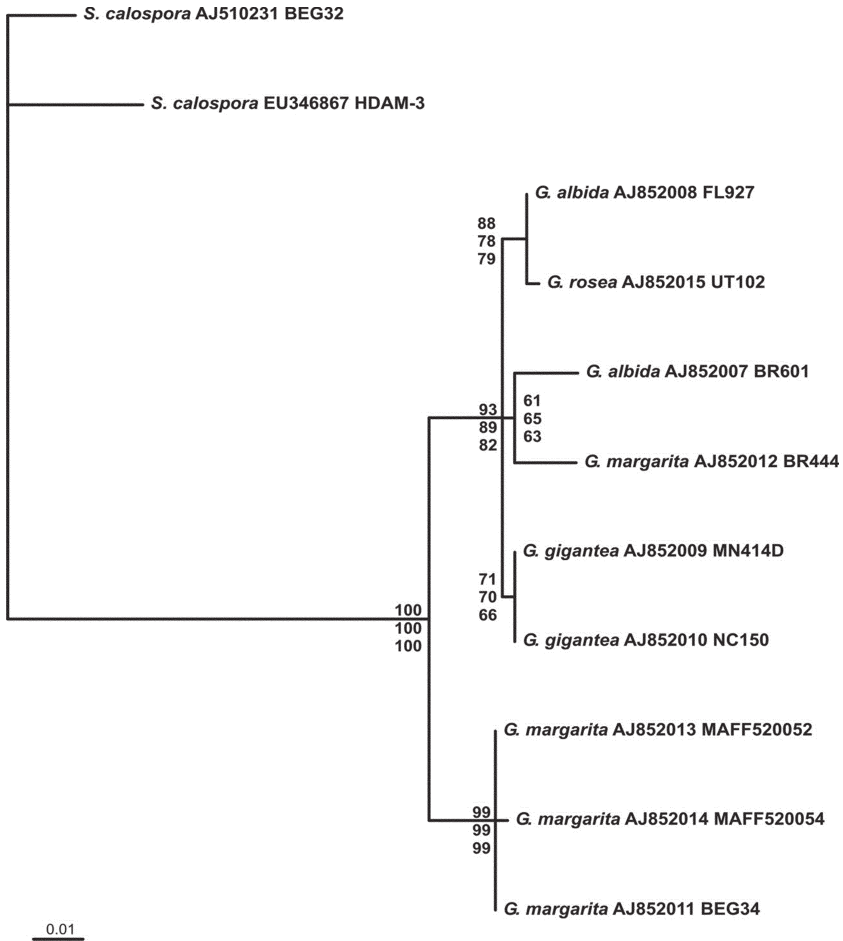 S. calospora AJ510231 BEG32
S. calospora EU346867 HDAM-3
G. albida AJ852008 FL927
88
78
79
G. rosea AJ852015 UT102
G. albida AJ852007 BR601
93
89
82
61
65
63
G. margarita AJ852012 BR444
G. gigantea AJ852009 MN414D
71
70
66
100
100
100
G. gigantea AJ852010 NC150
G. margarita AJ852013 MAFF520052
99
99
99
G. margarita AJ852014 MAFF520054
G. margarita AJ852011 BEG34
0.01